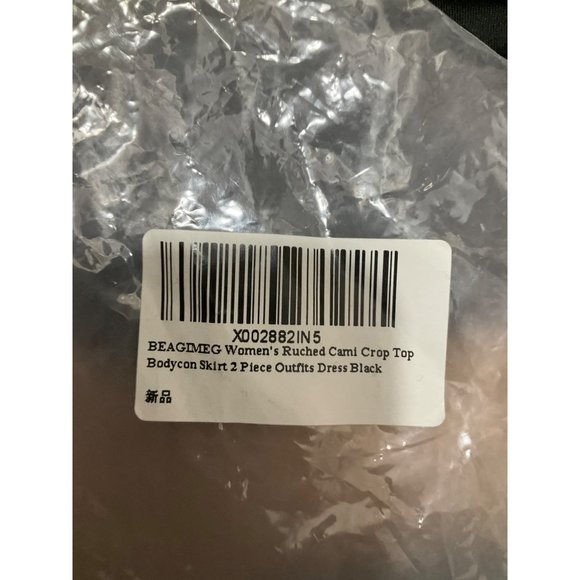 X002882IN5
BEAGIMEG Women's Ruched Cami Crop Top
Bodycon Skirt 2 Piece Outfits Dress Black
新品